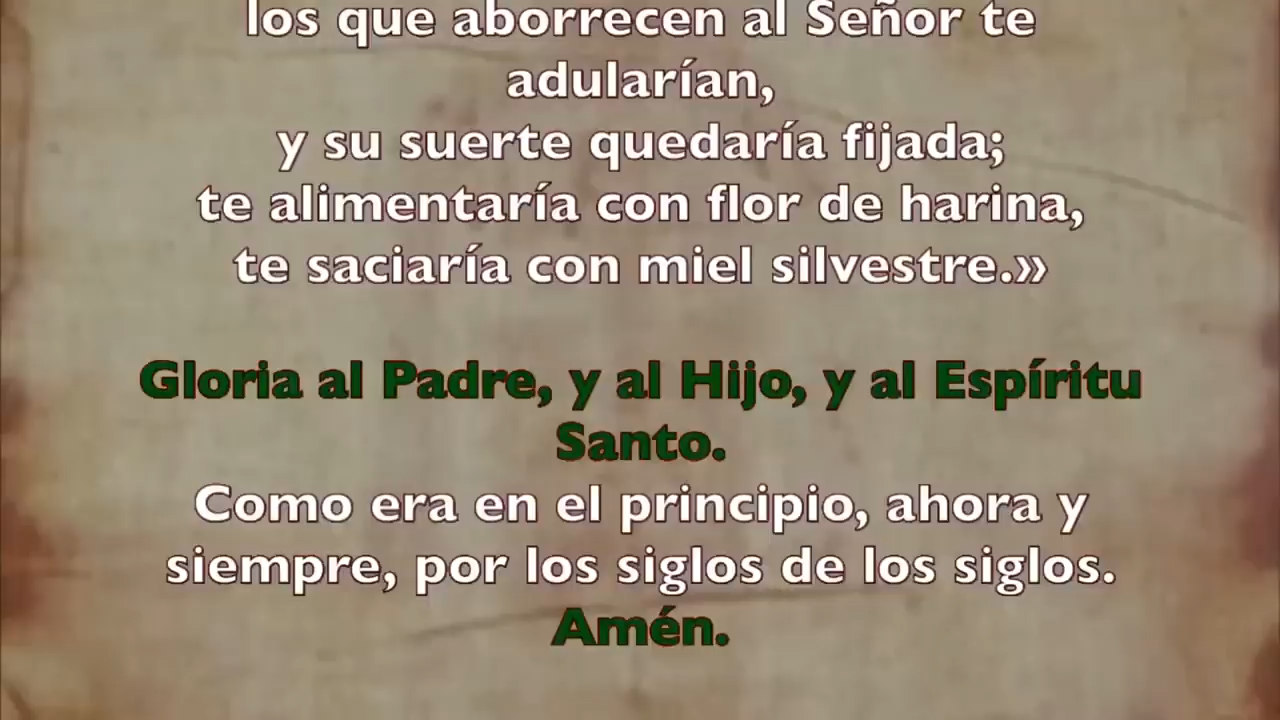 los que aborrecen al Señor te
adularían,
y su suerte quedaría fijada;
te alimentaría con flor de harina,
te saciaría con miel silvestre.»
Gloria al Padre, y al Hijo, y al Espíritu
Santo.
Como era en el principio, ahora y
siempre, por los siglos de los siglos.
Amén.